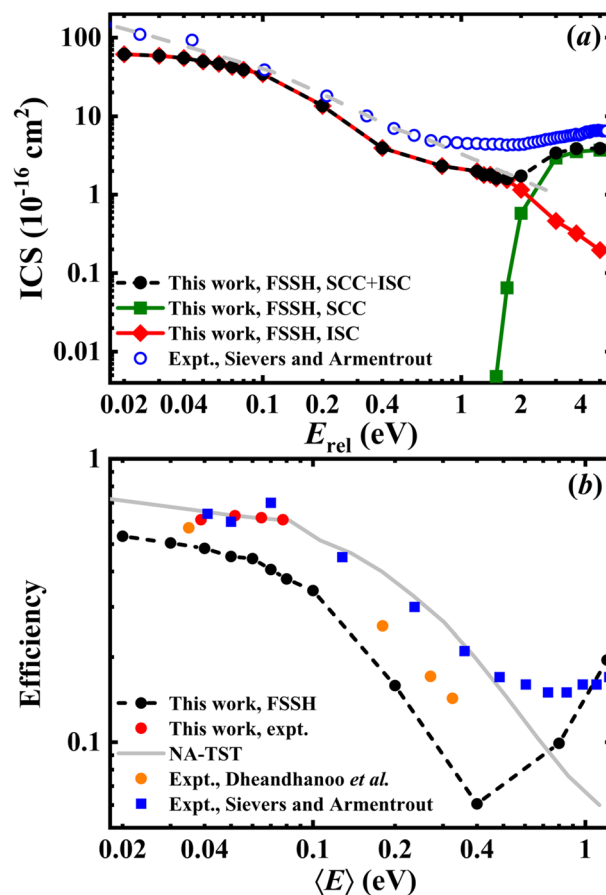 (a)
100
10
1
0.1
0.01
ICS (10⁻¹⁶ cm²)
This work, FSSH, SCC+ISC
This work, FSSH, SCC
This work, FSSH, ISC
Expt., Sievers and Armentrout
0.02 0.04 0.1 0.2 0.4 1 2 4
E_rel (eV)
(b)
1
0.1
Efficiency
This work, FSSH
This work, expt.
NA-TST
Expt., Dheandhanoo et al.
Expt., Sievers and Armentrout
0.02 0.04 0.1 0.2 0.4 1
⟨E⟩ (eV)